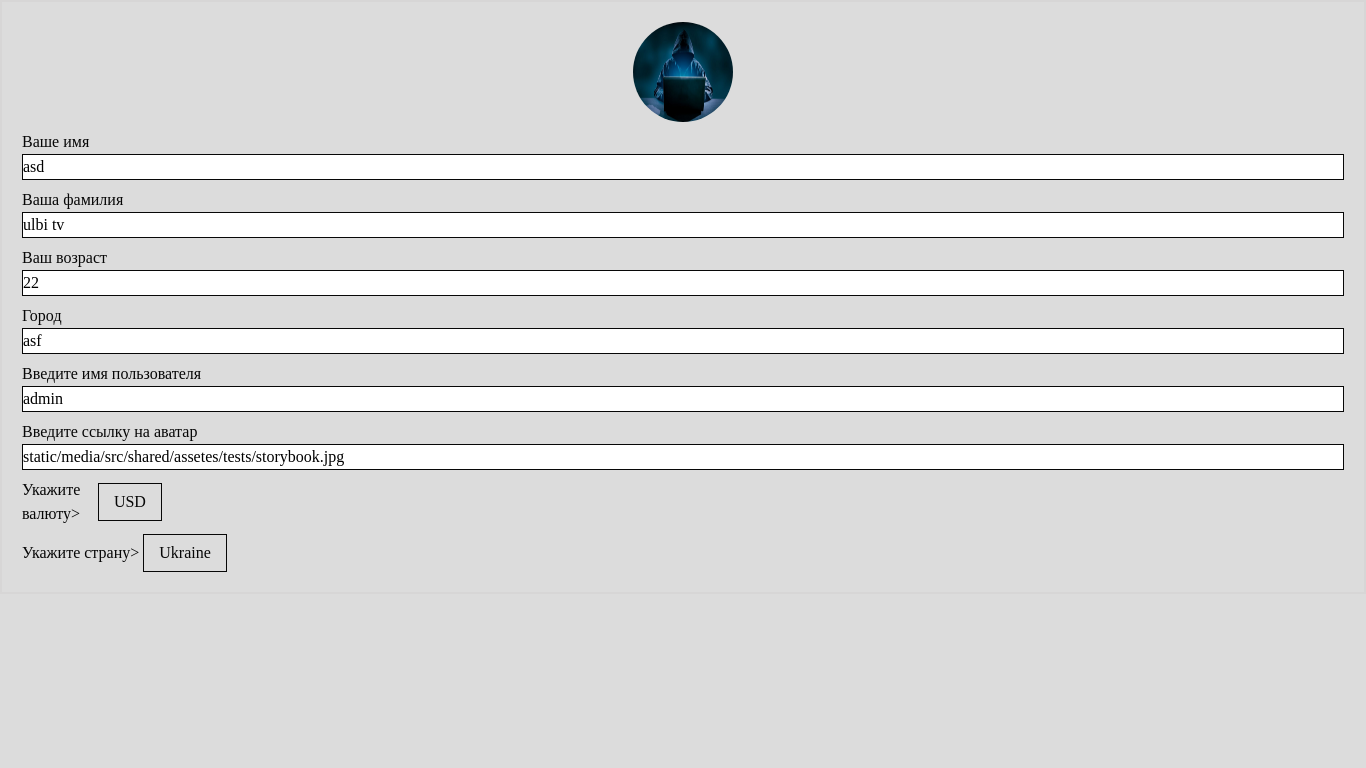 Ваше имя
asd
Ваша фамилия
ulbi tv
Ваш возраст
22
Город
asf
Введите имя пользователя
admin
Введите ссылку на аватар
static/media/src/shared/assetes/tests/storybook.jpg
Укажите
валюту>
USD
Укажите страну> Ukraine